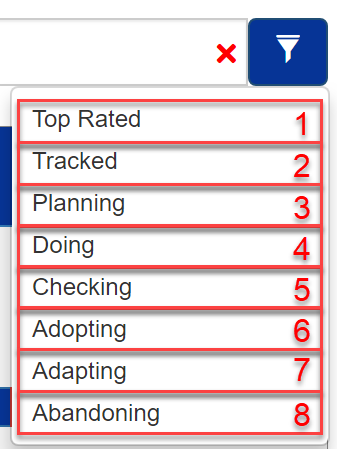 Top Rated 1
Tracked 2
Planning 3
Doing 4
Checking 5
Adopting 6
Adapting 7
Abandoning 8